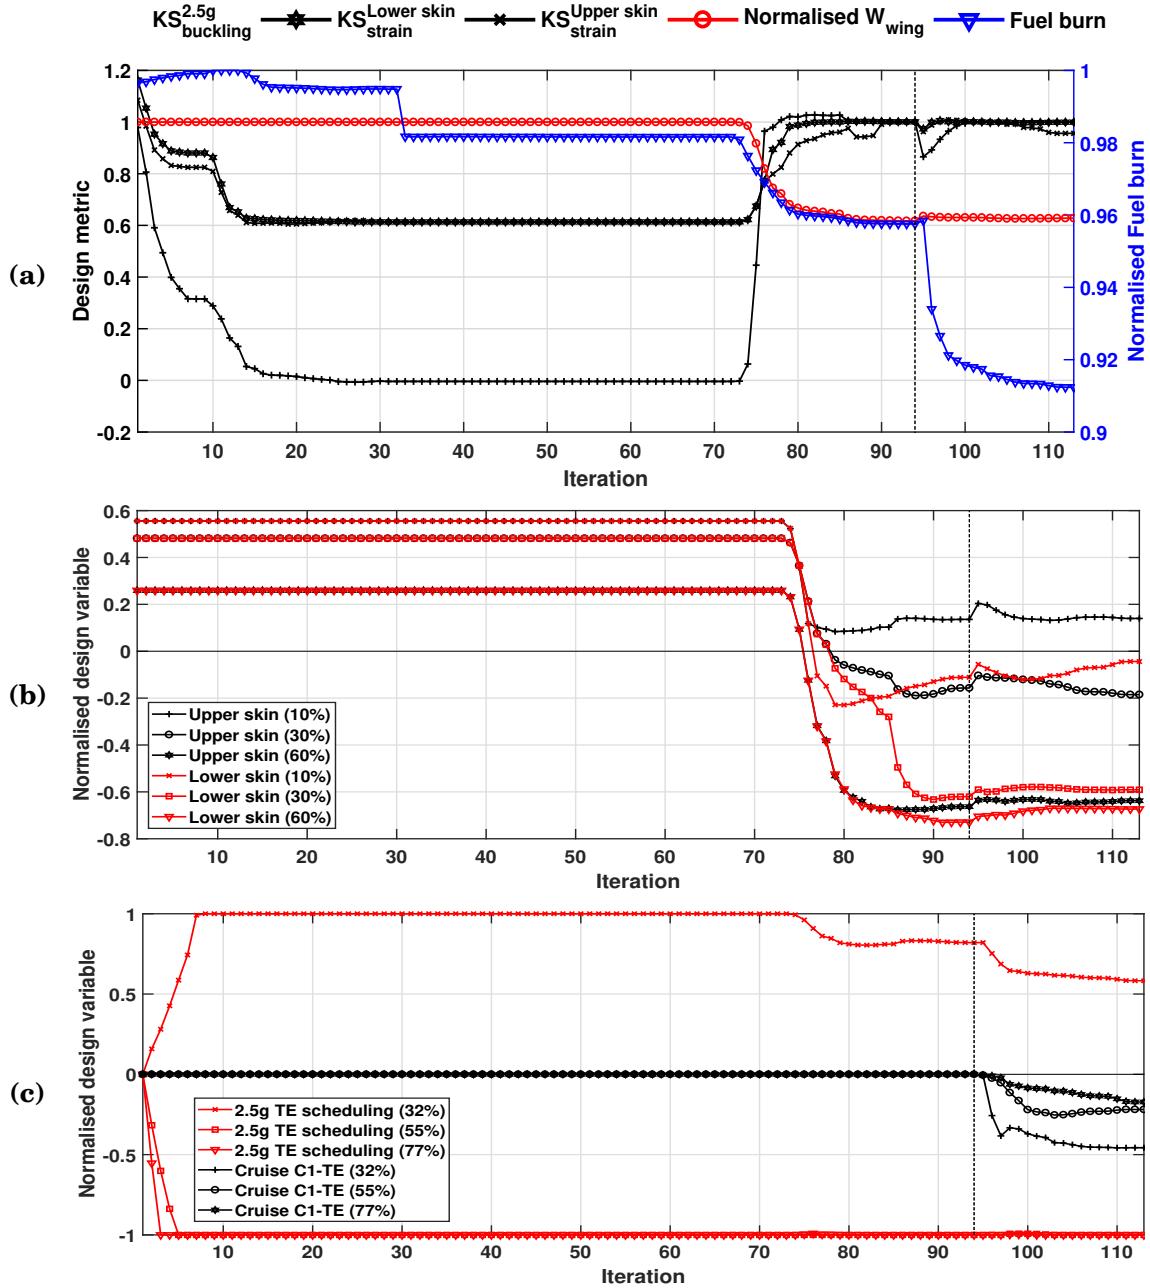 KS2.5g buckling KSLower skin strain KSUpper skin strain Normalised Wwing Fuel burn
(a)
Design metric
1.2
1
0.8
0.6
0.4
0.2
0
-0.2
10 20 30 40 50 60 70 80 90 100 110
Iteration
1
0.98
0.96
0.94
0.92
0.9
Normalised Fuel burn
(b)
Normalised design variable
0.6
0.4
0.2
0
-0.2
-0.4
-0.6
-0.8
Upper skin (10%)
Upper skin (30%)
Upper skin (60%)
Lower skin (10%)
Lower skin (30%)
Lower skin (60%)
10 20 30 40 50 60 70 80 90 100 110
Iteration
(c)
Normalised design variable
1
0.5
0
-0.5
-1
2.5g TE scheduling (32%)
2.5g TE scheduling (55%)
2.5g TE scheduling (77%)
Cruise C1-TE (32%)
Cruise C1-TE (55%)
Cruise C1-TE (77%)
10 20 30 40 50 60 70 80 90 100 110
Iteration